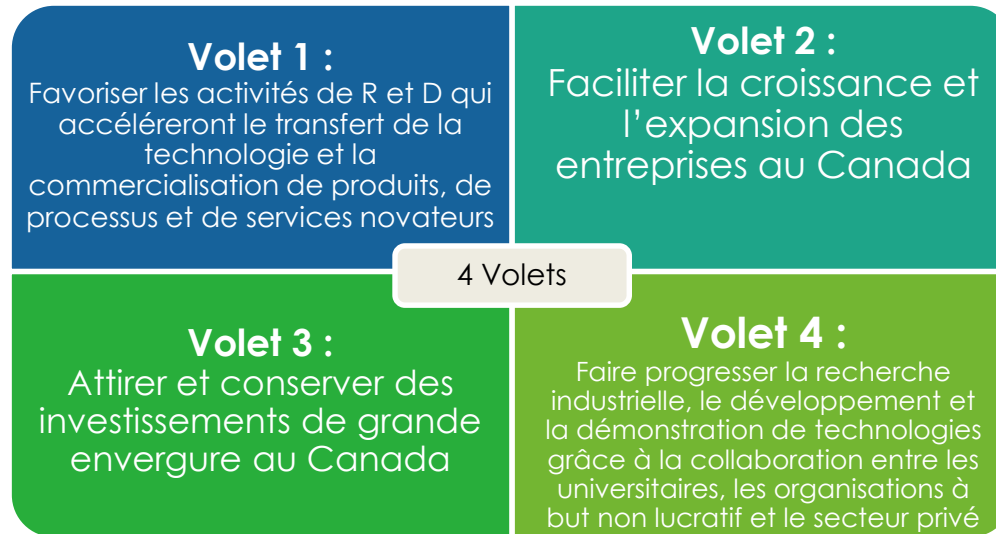 Volet 1 :
Favoriser les activités de R et D qui
accéléreront le transfert de la
technologie et la
commercialisation de produits, de
processus et de services novateurs
Volet 2 :
Faciliter la croissance et
l’expansion des
entreprises au Canada
4 Volets
Volet 3 :
Attirer et conserver des
investissements de grande
envergure au Canada
Volet 4 :
Faire progresser la recherche
industrielle, le développement et
la démonstration de technologies
grâce à la collaboration entre les
universitaires, les organisations à
but non lucratif et le secteur privé